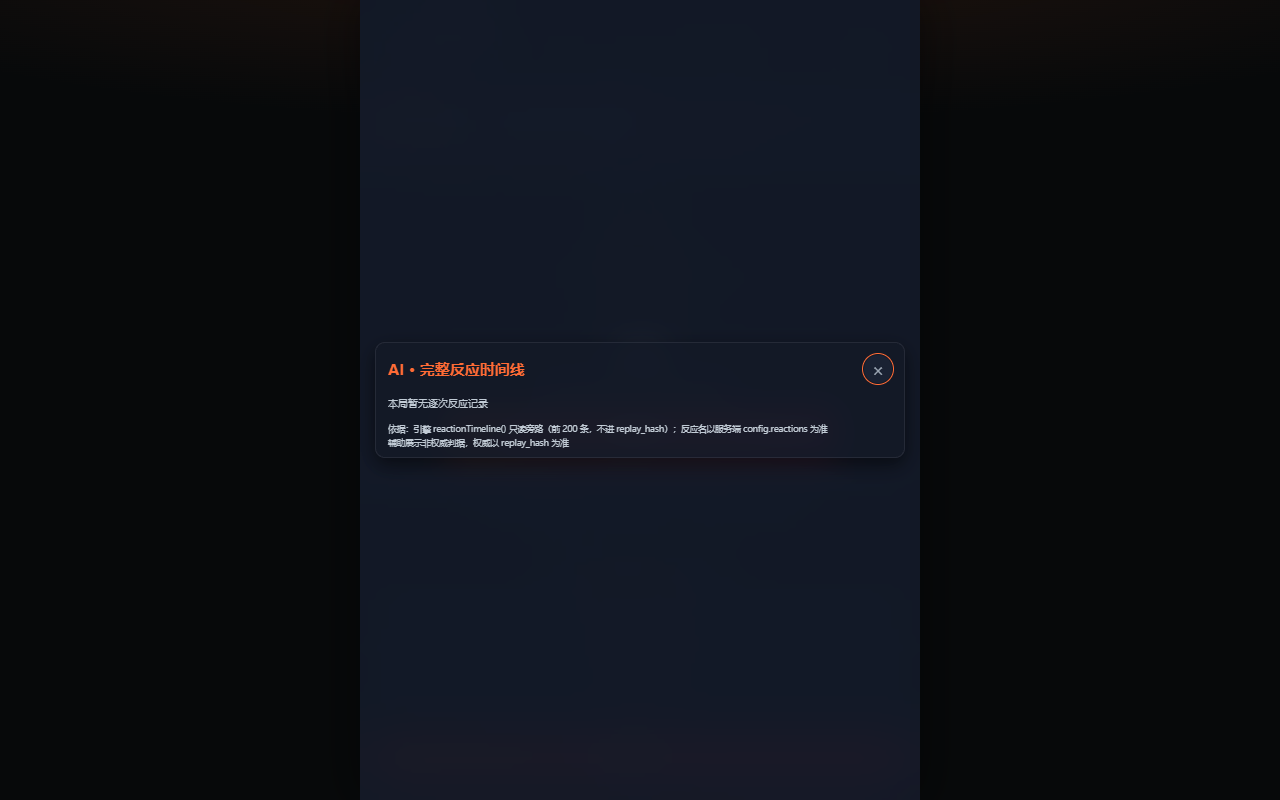 AI · 完整反应时间线
×
本局暂无逐次反应记录
依据：引擎 reactionTimeline() 只读旁路（前 200 条，不进 replay_hash）；反应名以服务端 config.reactions 为准
辅助展示非权威判据，权威以 replay_hash 为准